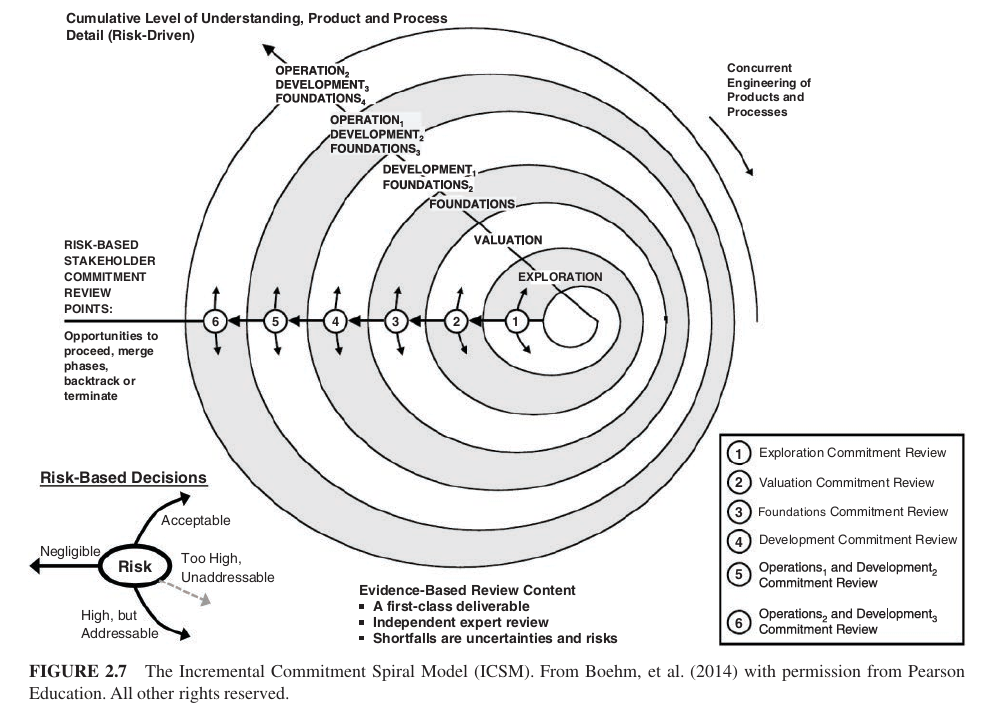 Cumulative Level of Understanding, Product and Process
Detail (Risk-Driven)
Concurrent
Engineering of
Products and
Processes
OPERATION₂
DEVELOPMENT₃
FOUNDATIONS₄
OPERATION₁
DEVELOPMENT₂
FOUNDATIONS₃
DEVELOPMENT₁
FOUNDATIONS₂
FOUNDATIONS
VALUATION
EXPLORATION
RISK-BASED
STAKEHOLDER
COMMITMENT
REVIEW
POINTS:
6 5 4 3 2 1
Opportunities to
proceed, merge
phases,
backtrack or
terminate
Risk-Based Decisions
Acceptable
Negligible
Risk
Too High,
Unaddressable
High, but
Addressable
Evidence-Based Review Content
▪ A first-class deliverable
▪ Independent expert review
▪ Shortfalls are uncertainties and risks
1 Exploration Commitment Review
2 Valuation Commitment Review
3 Foundations Commitment Review
4 Development Commitment Review
5 Operations₁ and Development₂
Commitment Review
6 Operations₂ and Development₃
Commitment Review
FIGURE 2.7 The Incremental Commitment Spiral Model (ICSM). From Boehm, et al. (2014) with permission from Pearson
Education. All other rights reserved.